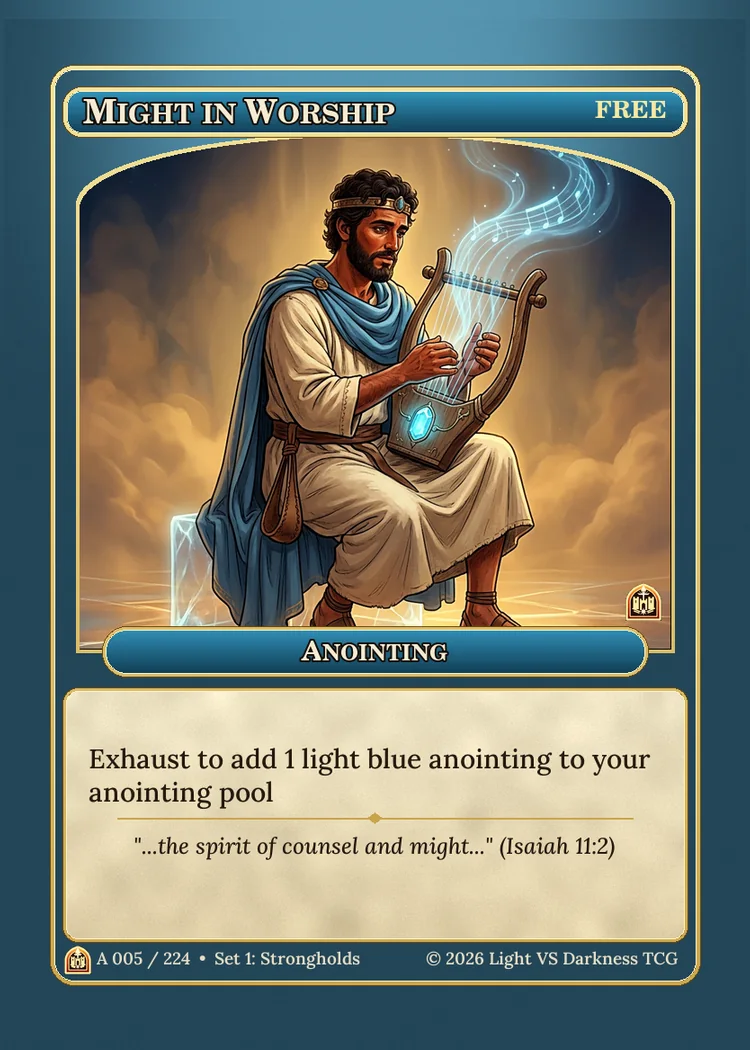 MIGHT IN WORSHIP
FREE
ANOINTING
Exhaust to add 1 light blue anointing to your
anointing pool
"...the spirit of counsel and might..." (Isaiah 11:2)
A 005 / 224 • Set 1: Strongholds
© 2026 Light VS Darkness TCG